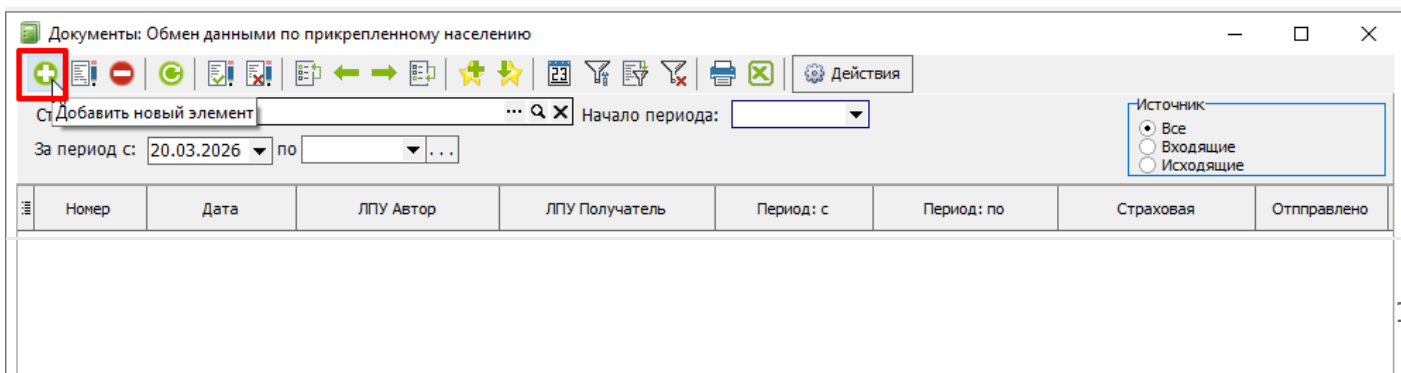 Документы: Обмен данными по прикрепленному населению
23 Действия
Добавить новый элемент
Начало периода:
Источник
Все
За период с: 20.03.2026 по ...
Входящие
Исходящие
Номер Дата ЛПУ Автор ЛПУ Получатель Период: с Период: по Страховая Отпправлено